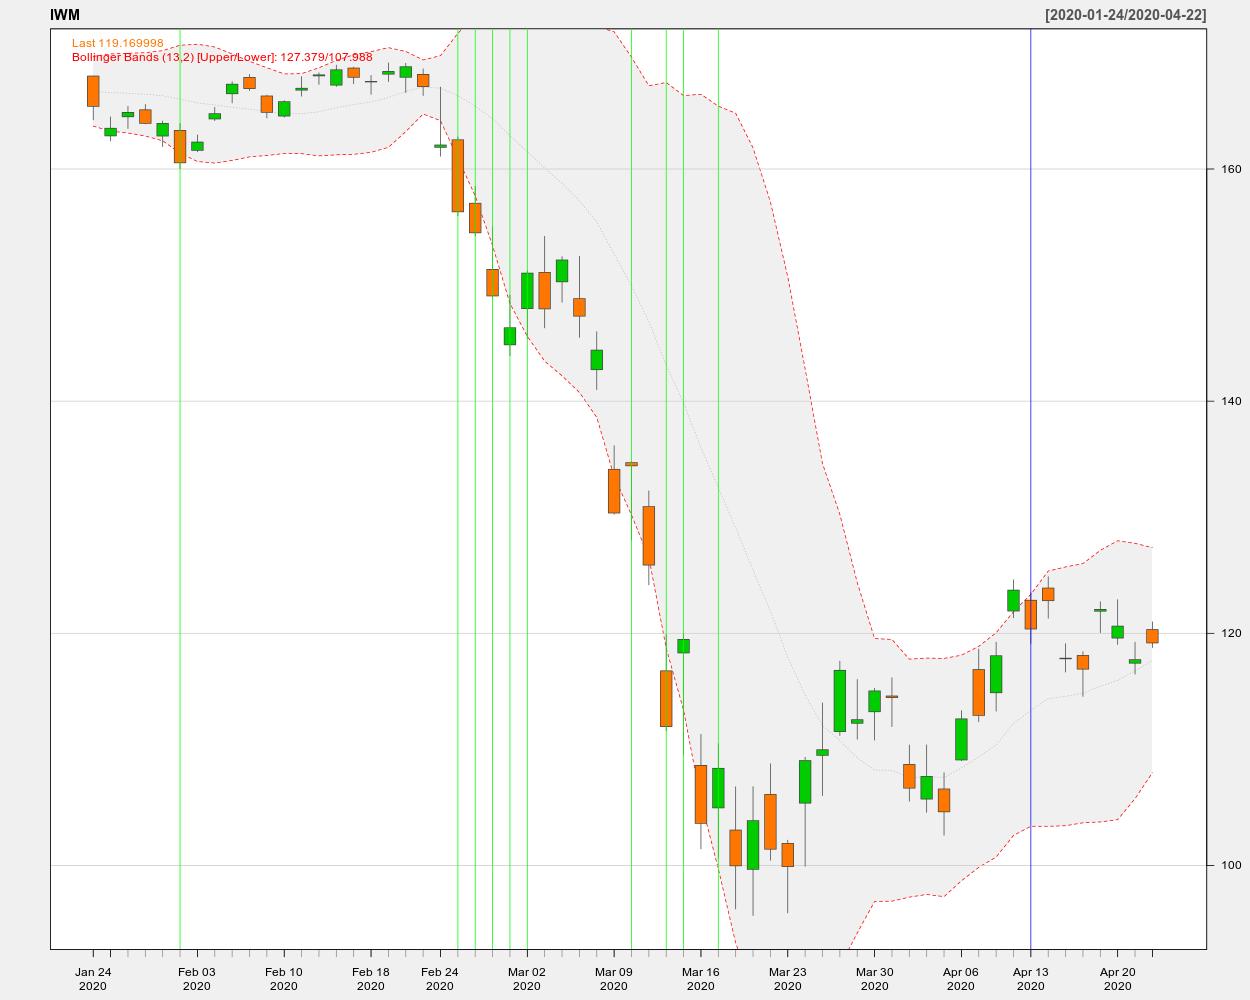 IWM
[2020-01-24/2020-04-22]
Last 119.169998
Bollinger Bands (13,2) [Upper/Lower]: 127.379/107.988
160
140
120
100
Jan 24 2020
Feb 03 2020
Feb 10 2020
Feb 18 2020
Feb 24 2020
Mar 02 2020
Mar 09 2020
Mar 16 2020
Mar 23 2020
Mar 30 2020
Apr 06 2020
Apr 13 2020
Apr 20 2020